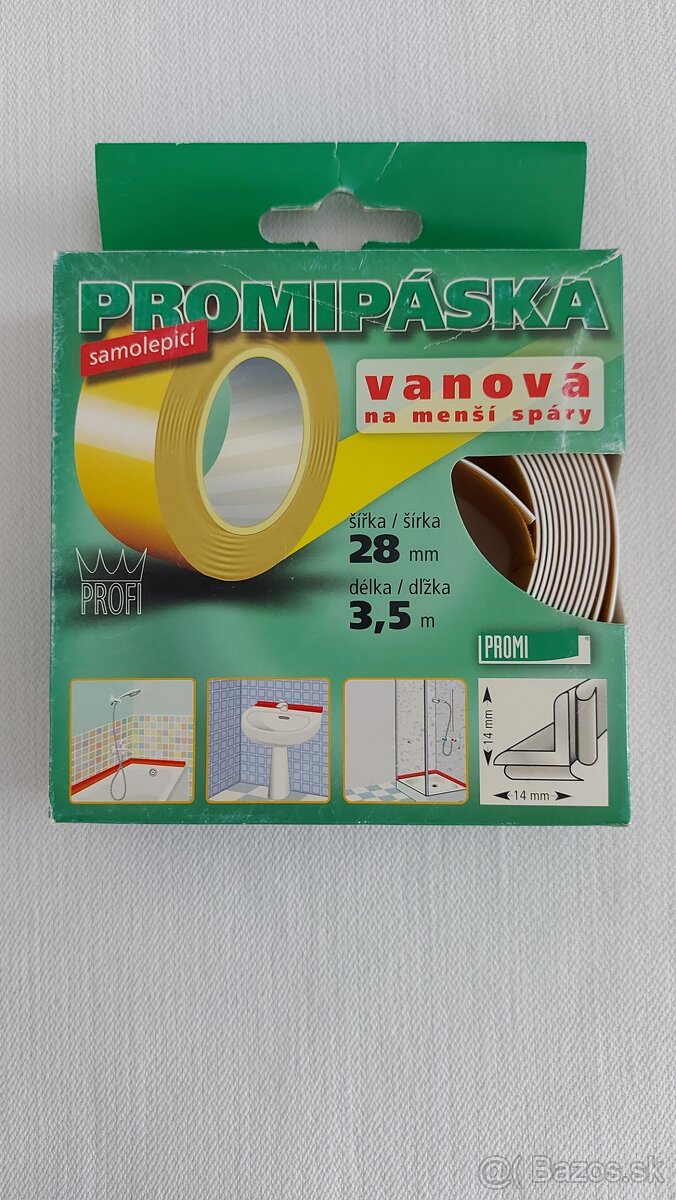 PROMIPÁSKA
samolepicí
vanová
na menší spáry
šířka / šírka
28 mm
délka / dĺžka
3,5 m
PROFI
PROMI
14 mm
14 mm
@( Bazos.sk